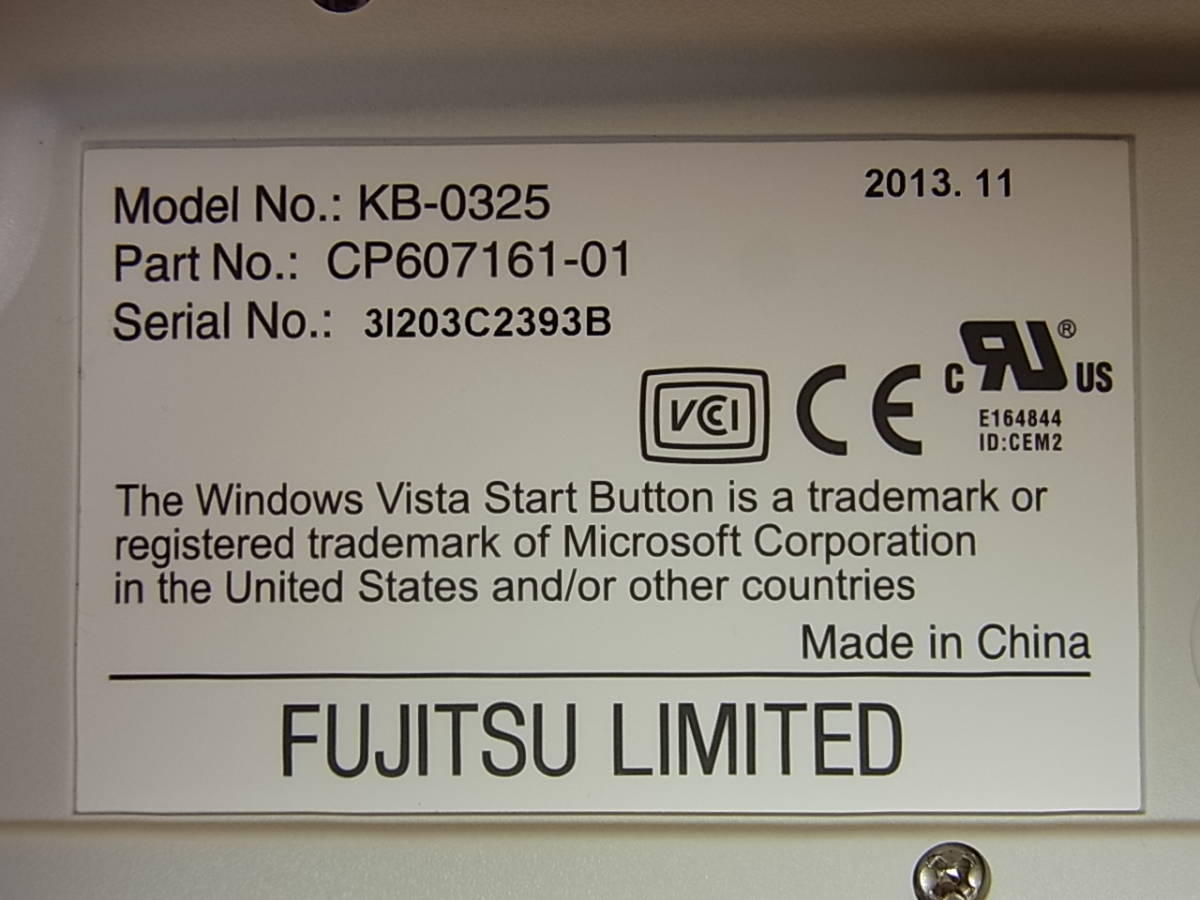 Model No.: KB-0325
2013. 11
Part No.: CP607161-01
Serial No.: 3I203C2393B
VCCI
CE
C RU ® US
E164844
ID:CEM2
The Windows Vista Start Button is a trademark or
registered trademark of Microsoft Corporation
in the United States and/or other countries
Made in China
FUJITSU LIMITED